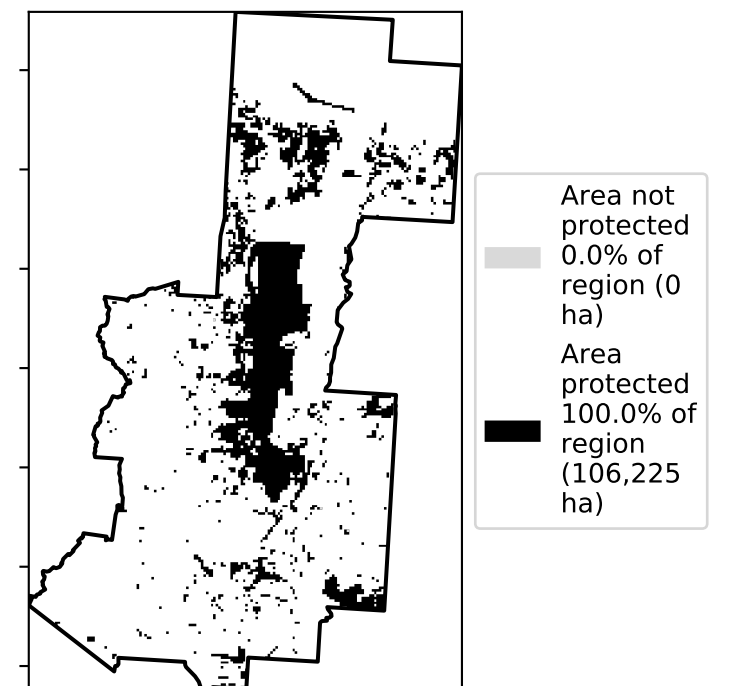 Area not
protected
0.0% of
region (0
ha)
Area
protected
100.0% of
region
(106,225
ha)